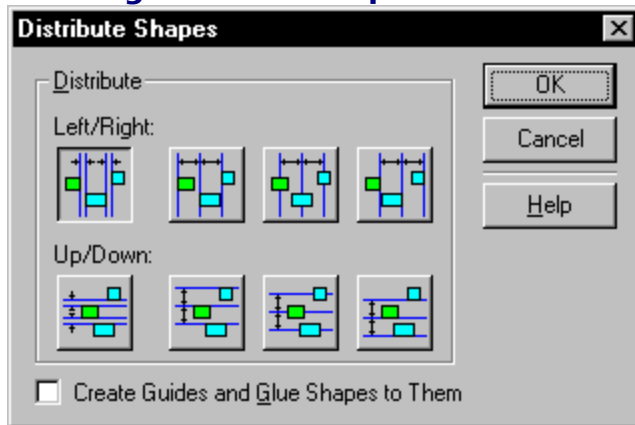 Distribute Shapes
Distribute
OK
Left/Right:
Cancel
Help
Up/Down:
Create Guides and Glue Shapes to Them